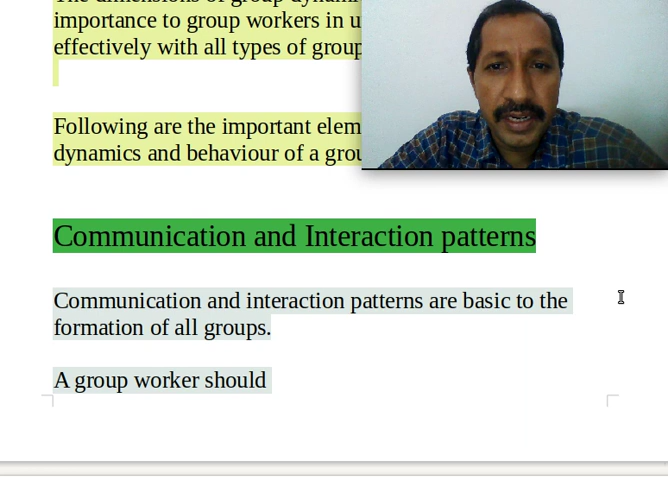 importance to group workers in u
effectively with all types of group
Following are the important elem
dynamics and behaviour of a grou
Communication and Interaction patterns
Communication and interaction patterns are basic to the
formation of all groups.
A group worker should